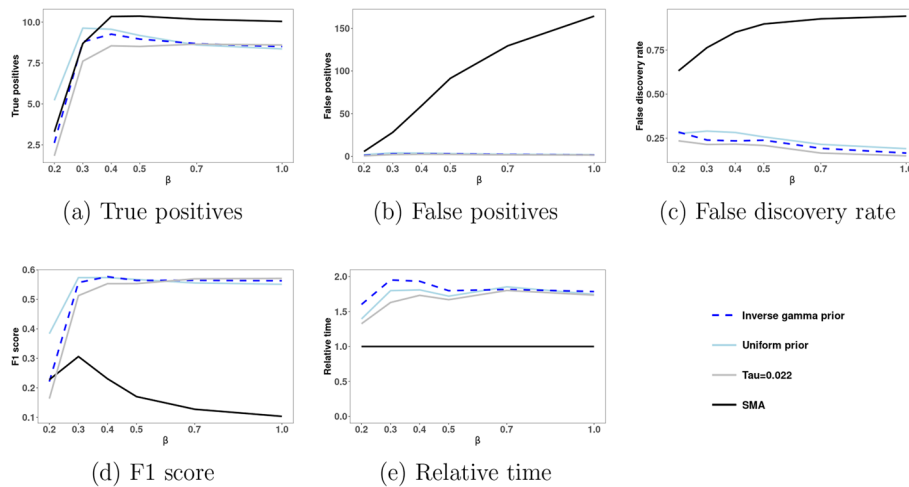 10.0
7.5
5.0
2.5
True positives
0.2 0.3 0.4 0.5 0.7 1.0
β
(a) True positives
150
100
50
0
False positives
0.2 0.3 0.4 0.5 0.7 1.0
β
(b) False positives
0.75
0.50
0.25
False discovery rate
0.2 0.3 0.4 0.5 0.7 1.0
β
(c) False discovery rate
0.6
0.5
0.4
0.3
0.2
0.1
F1 score
0.2 0.3 0.4 0.5 0.7 1.0
β
(d) F1 score
2.0
1.5
1.0
0.5
0.0
Relative time
0.2 0.3 0.4 0.5 0.7 1.0
β
(e) Relative time
Inverse gamma prior
Uniform prior
Tau=0.022
SMA